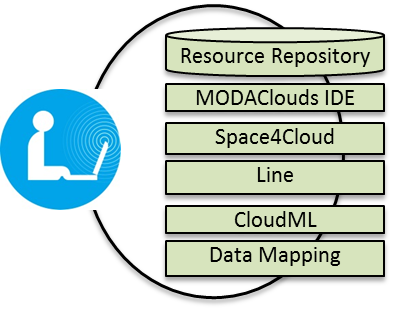 Resource Repository
MODAClouds IDE
Space4Cloud
Line
CloudML
Data Mapping